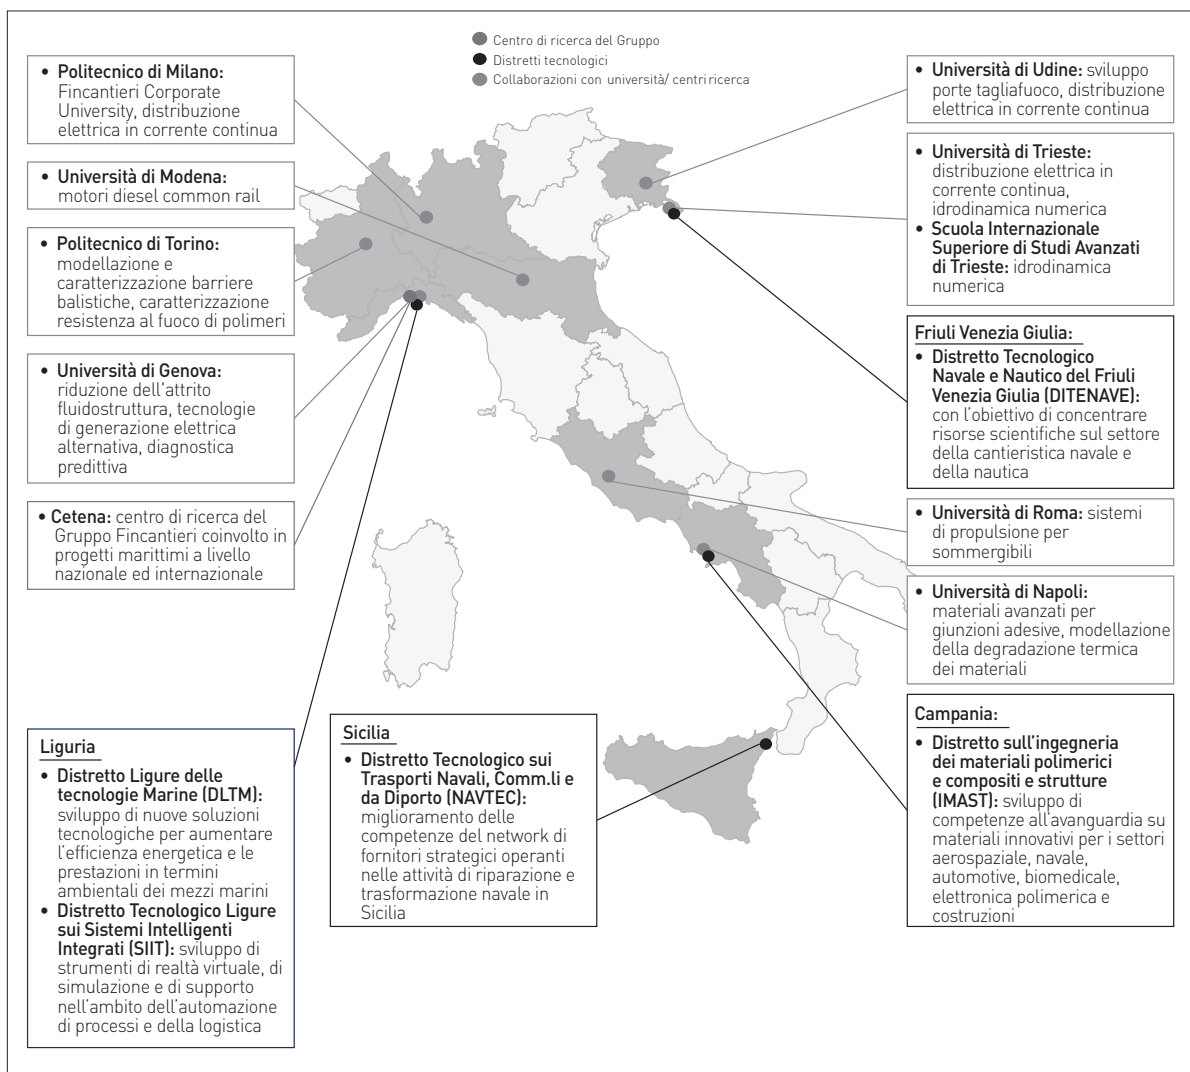 Centro di ricerca del Gruppo
Distretti tecnologici
Collaborazioni con università/ centri ricerca
• Politecnico di Milano:
Fincantieri Corporate
University, distribuzione
elettrica in corrente continua
• Università di Modena:
motori diesel common rail
• Politecnico di Torino:
modellazione e
caratterizzazione barriere
balistiche, caratterizzazione
resistenza al fuoco di polimeri
• Università di Genova:
riduzione dell'attrito
fluidostruttura, tecnologie
di generazione elettrica
alternativa, diagnostica
predittiva
• Cetena: centro di ricerca del
Gruppo Fincantieri coinvolto in
progetti marittimi a livello
nazionale ed internazionale
Liguria
• Distretto Ligure delle
tecnologie Marine (DLTM):
sviluppo di nuove soluzioni
tecnologiche per aumentare
l'efficienza energetica e le
prestazioni in termini
ambientali dei mezzi marini
• Distretto Tecnologico Ligure
sui Sistemi Intelligenti
Integrati (SIIT): sviluppo di
strumenti di realtà virtuale, di
simulazione e di supporto
nell'ambito dell'automazione
di processi e della logistica
Sicilia
• Distretto Tecnologico sui
Trasporti Navali, Comm.li e
da Diporto (NAVTEC):
miglioramento delle
competenze del network di
fornitori strategici operanti
nelle attività di riparazione e
trasformazione navale in
Sicilia
• Università di Udine: sviluppo
porte tagliafuoco, distribuzione
elettrica in corrente continua
• Università di Trieste:
distribuzione elettrica in
corrente continua,
idrodinamica numerica
• Scuola Internazionale
Superiore di Studi Avanzati
di Trieste: idrodinamica
numerica
Friuli Venezia Giulia:
• Distretto Tecnologico
Navale e Nautico del Friuli
Venezia Giulia (DITENAVE):
con l'obiettivo di concentrare
risorse scientifiche sul settore
della cantieristica navale e
della nautica
• Università di Roma: sistemi
di propulsione per
sommergibili
• Università di Napoli:
materiali avanzati per
giunzioni adesive, modellazione
della degradazione termica
dei materiali
Campania:
• Distretto sull'ingegneria
dei materiali polimerici
e compositi e strutture
(IMAST): sviluppo di
competenze all'avanguardia su
materiali innovativi per i settori
aerospaziale, navale,
automotive, biomedicale,
elettronica polimerica e
costruzioni